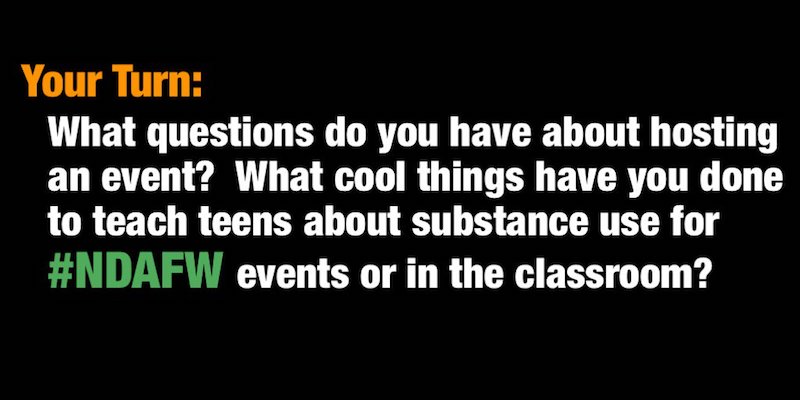 Your Turn:
What questions do you have about hosting
an event?  What cool things have you done
to teach teens about substance use for
#NDAFW events or in the classroom?